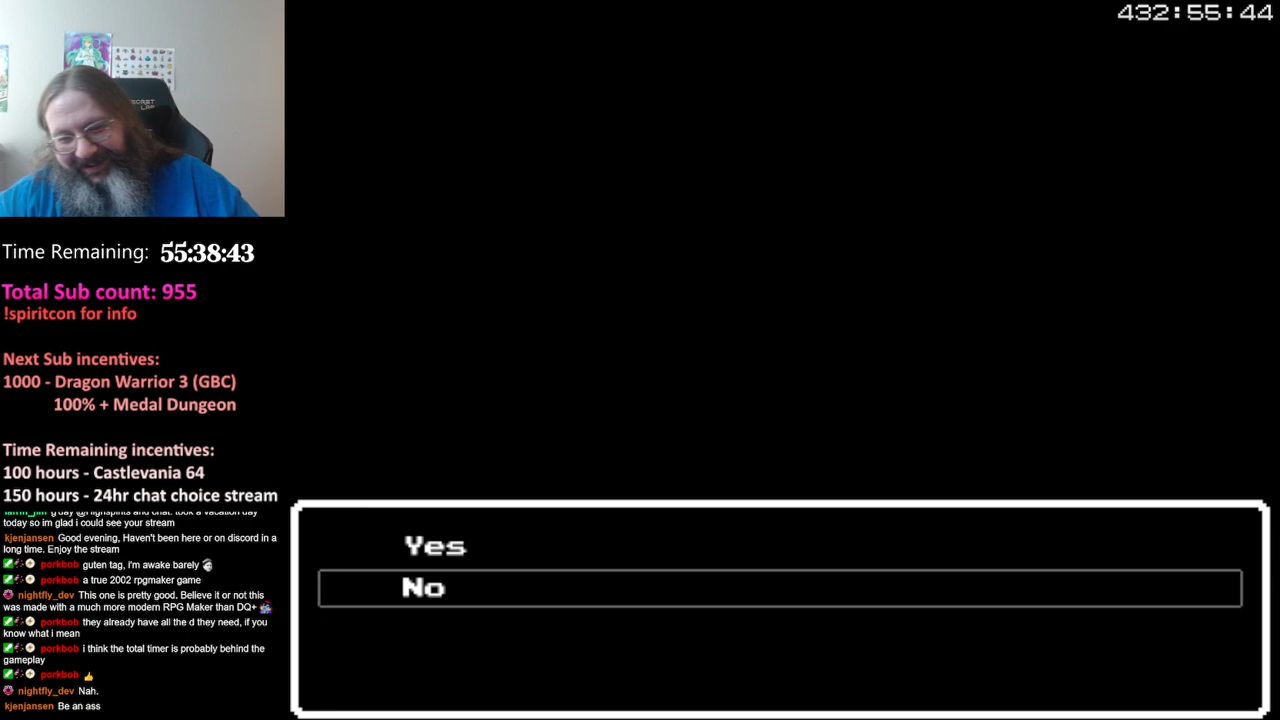 432:55:44
SECRET
LAB
Time Remaining: 55:38:43
Total Sub count: 955
!spiritcon for info
Next Sub incentives:
1000 - Dragon Warrior 3 (GBC)
100% + Medal Dungeon
Time Remaining incentives:
100 hours - Castlevania 64
150 hours - 24hr chat choice stream
today so im glad i could see your stream
kjenjansen Good evening, Haven't been here or on discord in a
long time. Enjoy the stream
porkbob guten tag, i'm awake barely
porkbob a true 2002 rpgmaker game
nightfly_dev This one is pretty good. Believe it or not this
was made with a much more modern RPG Maker than DQ+
porkbob they already have all the d they need, if you
know what i mean
porkbob i think the total timer is probably behind the
gameplay
porkbob
nightfly_dev Nah.
kjenjansen Be an ass
Yes
No